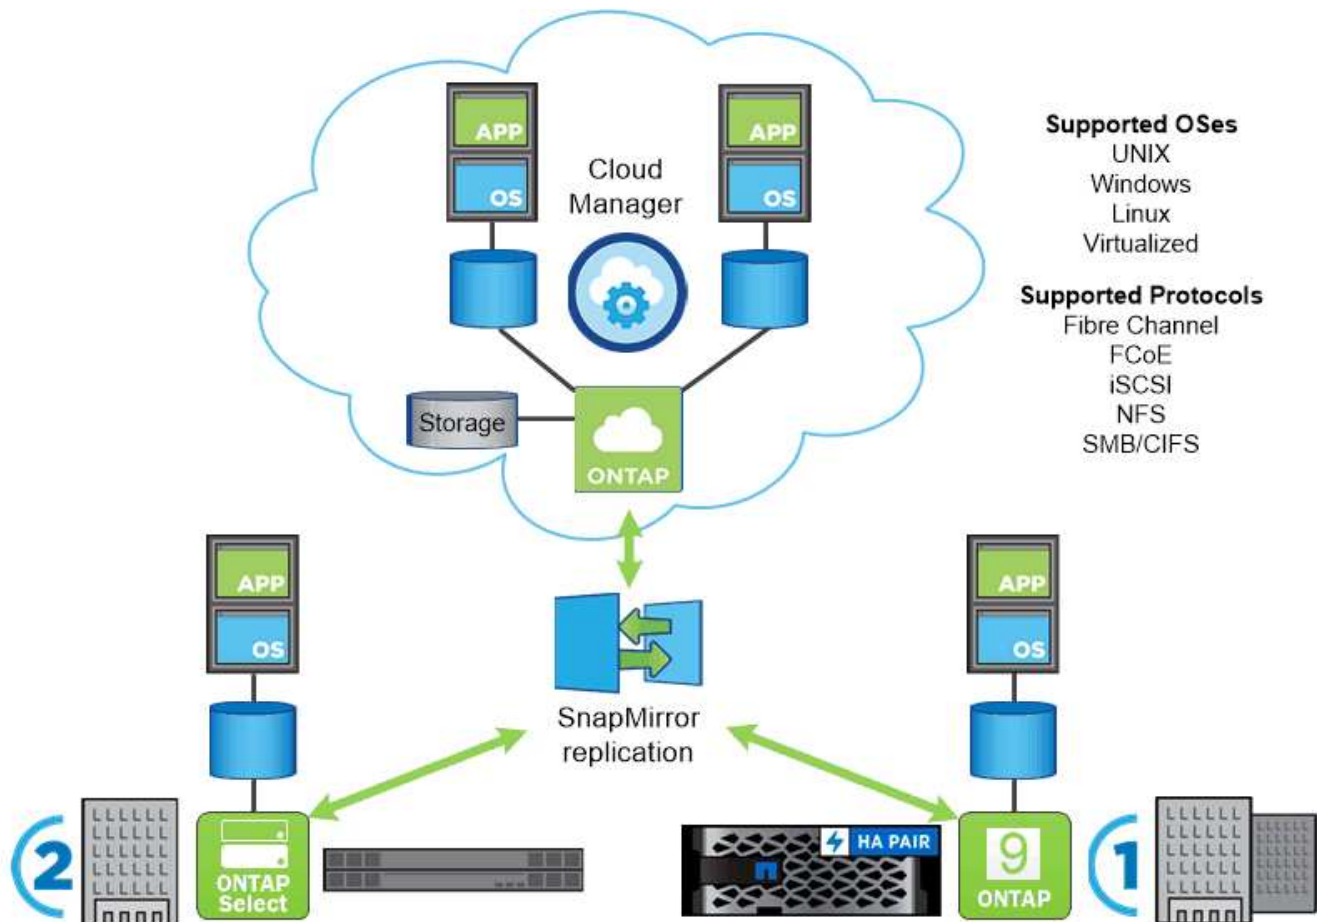 APP
OS
APP
OS
Cloud
Manager
Storage
ONTAP
Supported OSes
UNIX
Windows
Linux
Virtualized
Supported Protocols
Fibre Channel
FCoE
iSCSI
NFS
SMB/CIFS
APP
OS
SnapMirror
replication
APP
OS
2
ONTAP
Select
HA PAIR
9
ONTAP
1